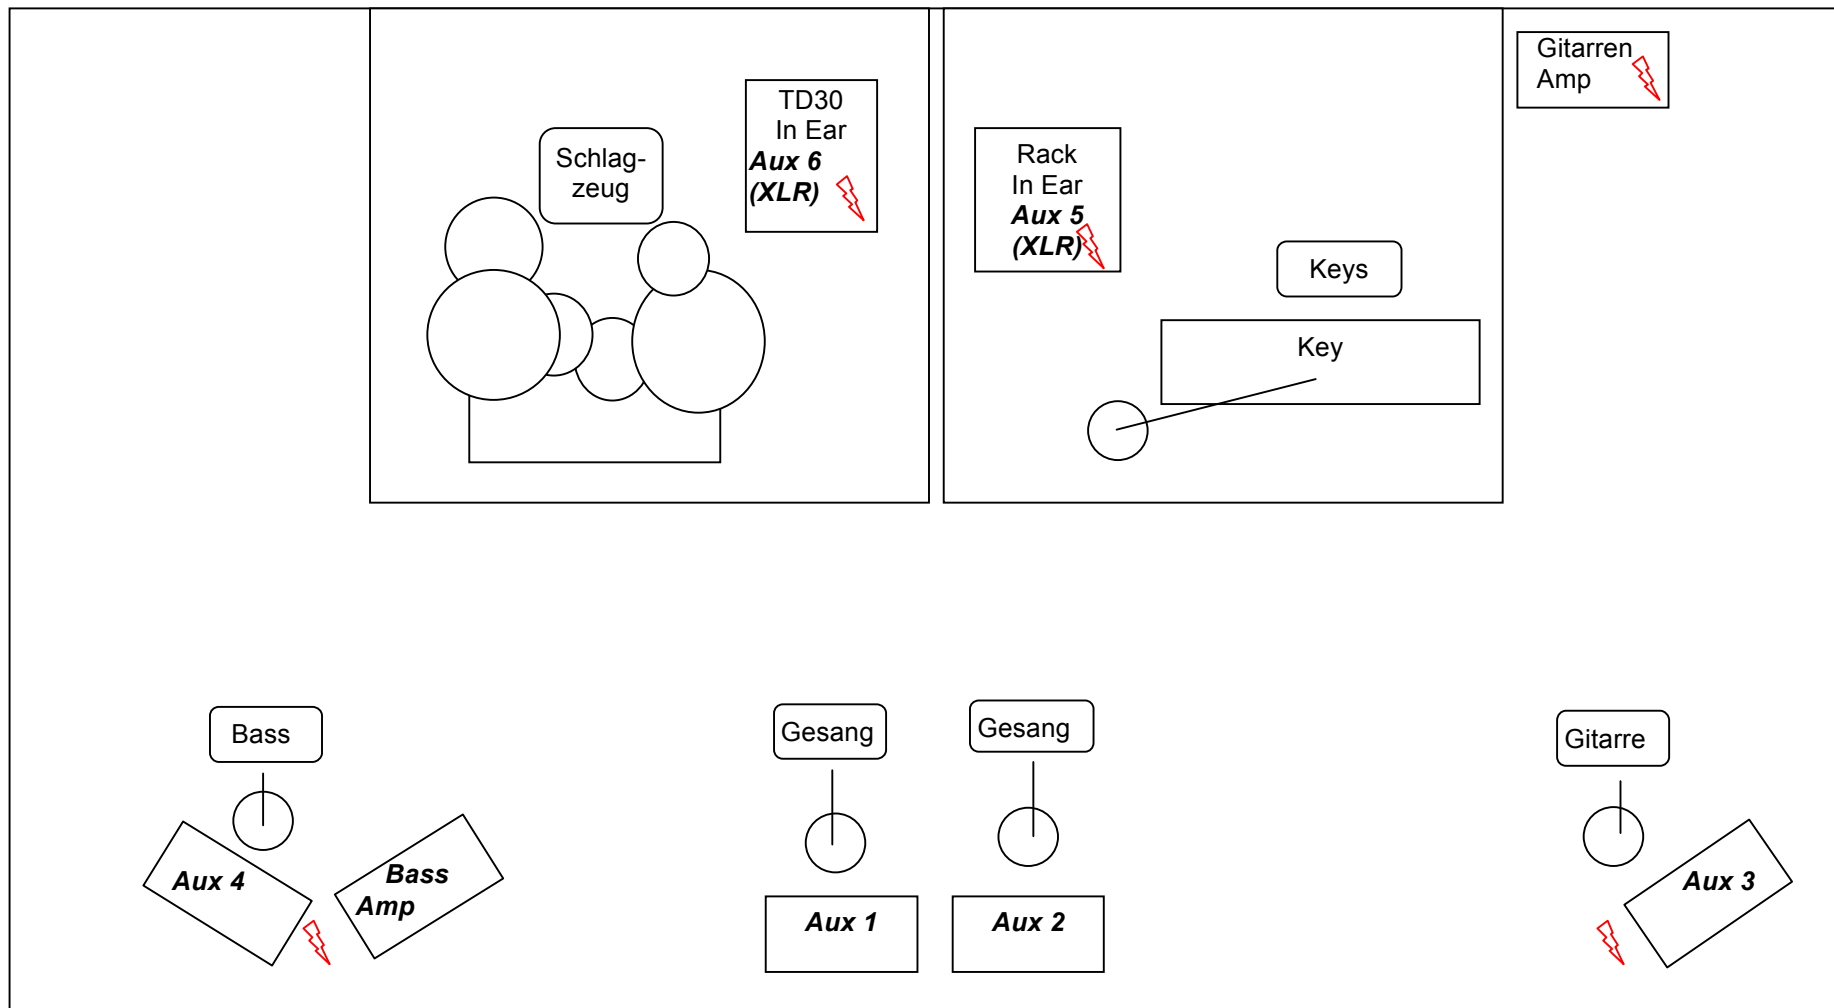 Gitarren
Amp
TD30
In Ear
Aux 6
(XLR)
Schlag-
zeug
Rack
In Ear
Aux 5
(XLR)
Keys
Key
Bass
Gesang
Gesang
Gitarre
Aux 4
Bass
Amp
Aux 1
Aux 2
Aux 3